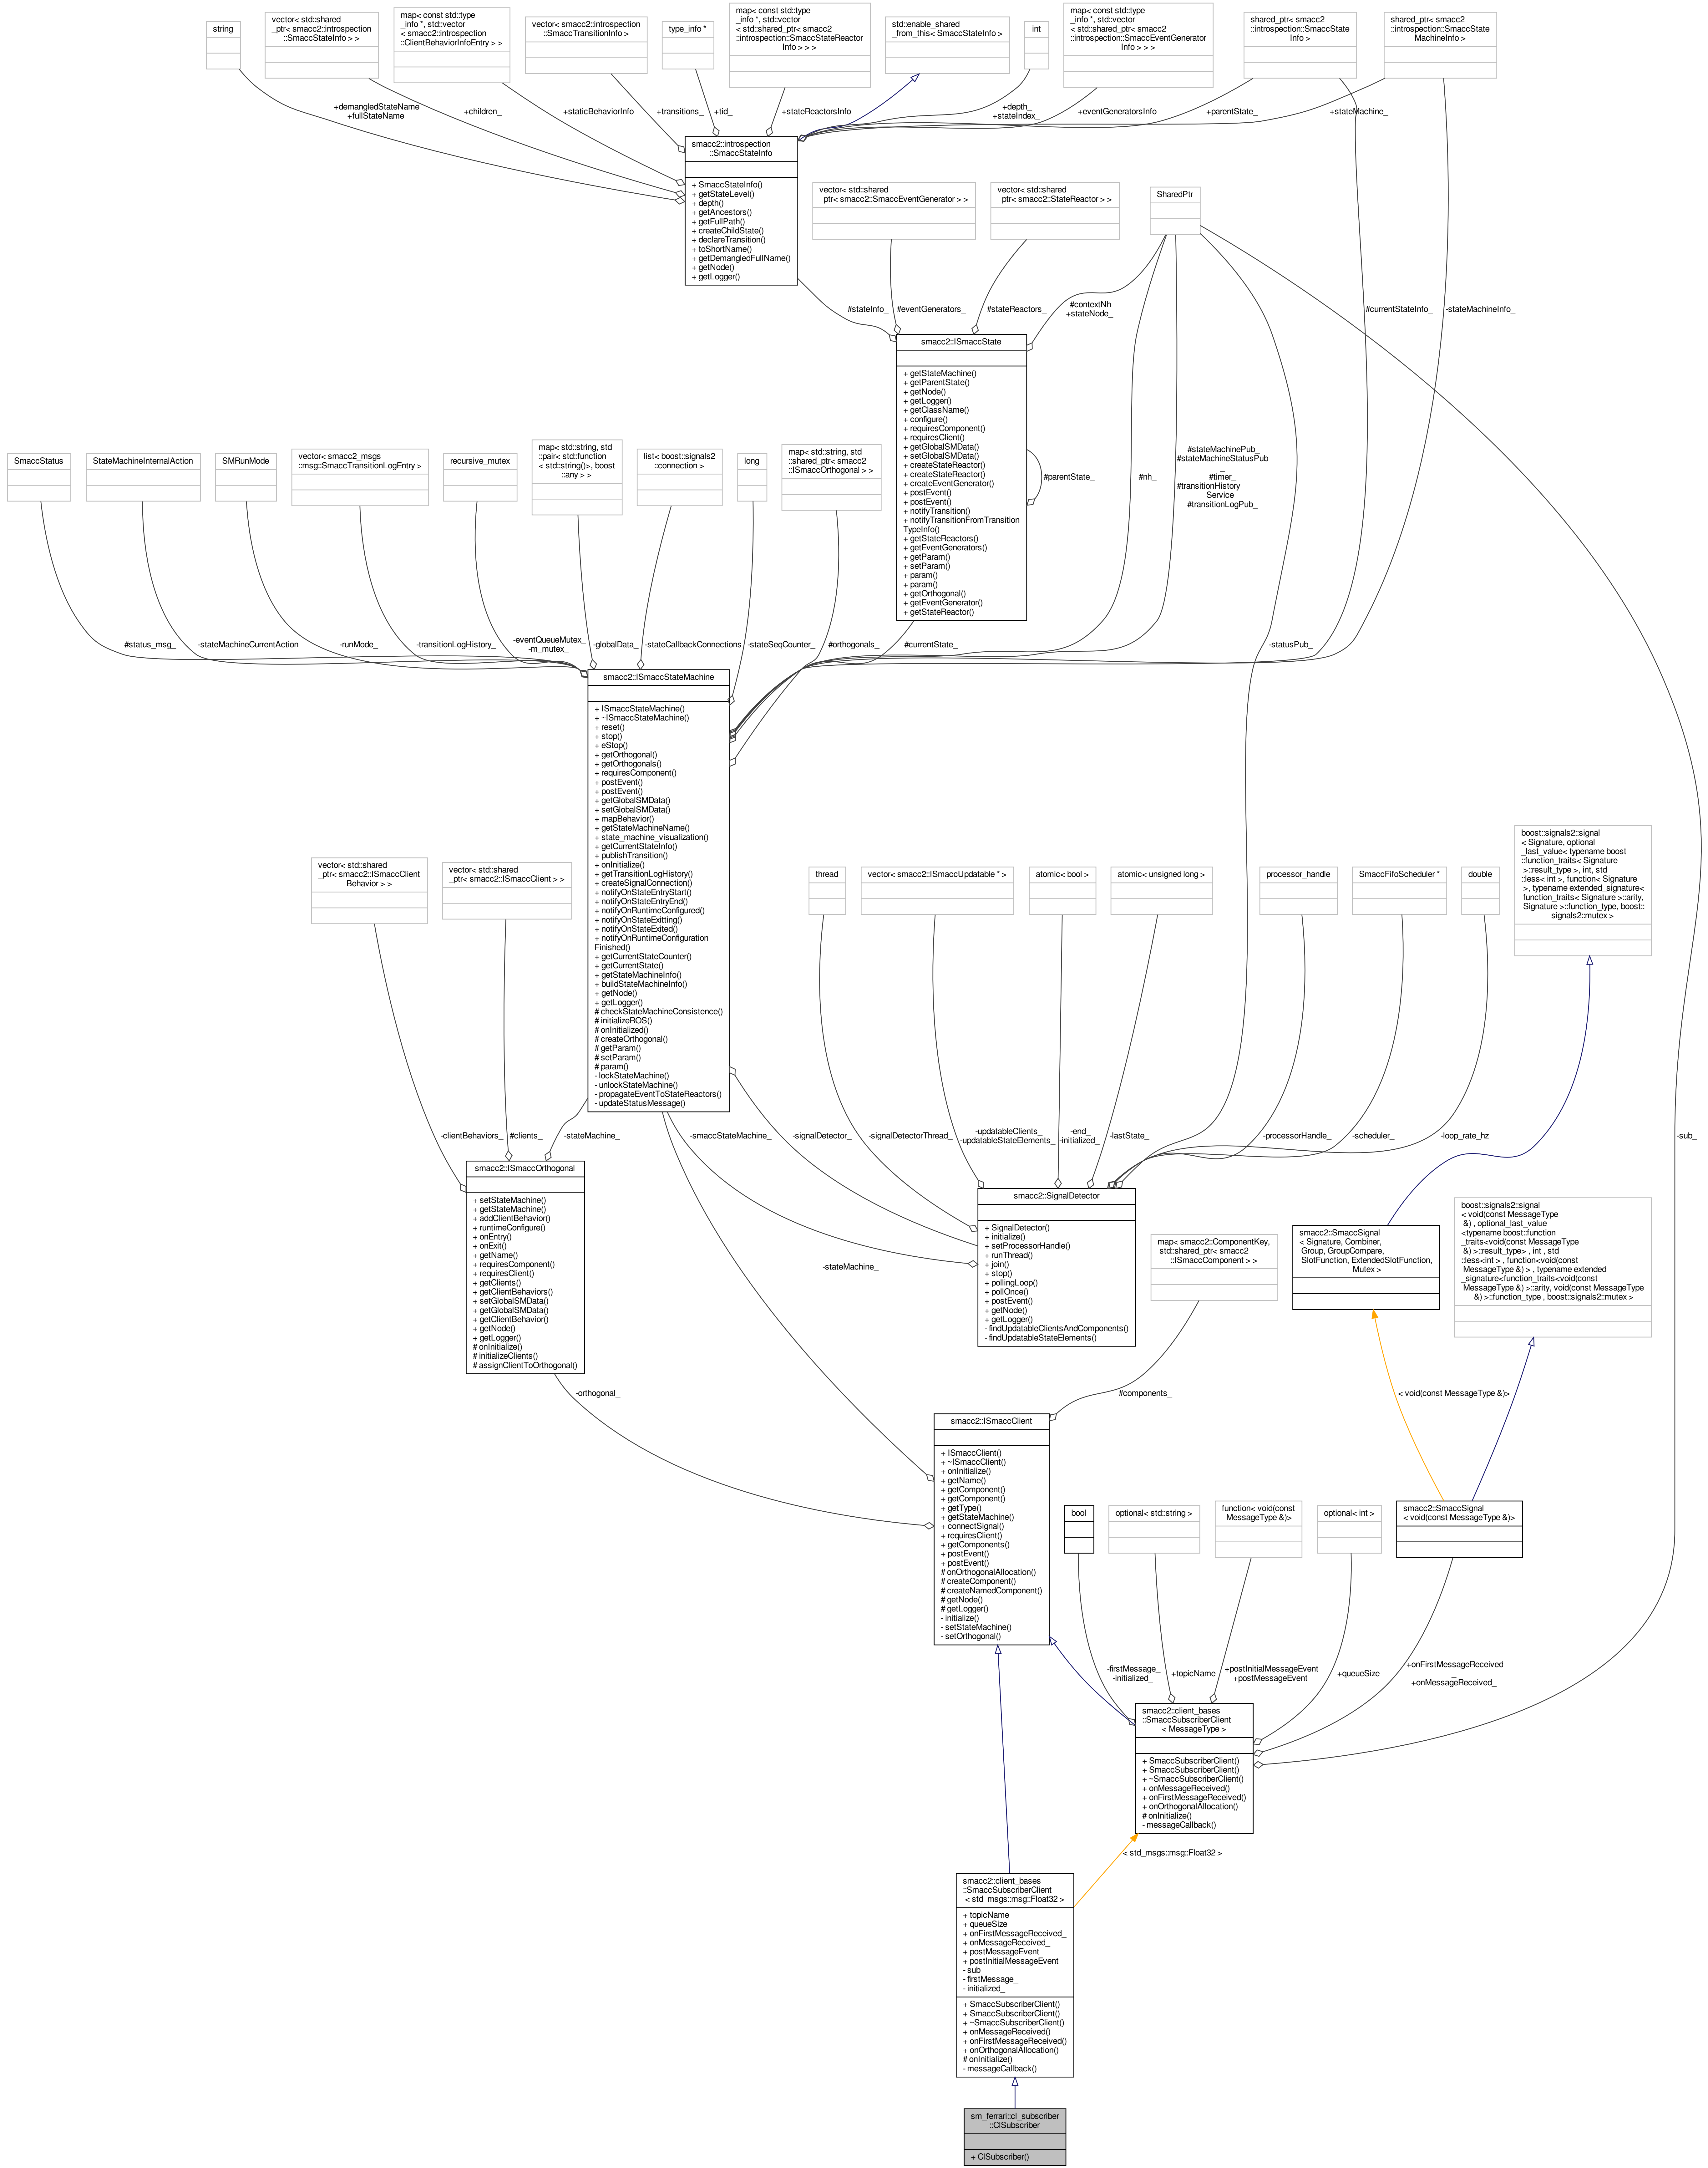 string
vector< std::shared
_ptr< smacc2::introspection
::SmaccStateInfo > >
map< const std::type
_info *, std::vector
< smacc2::introspection
::ClientBehaviorInfoEntry > >
vector< smacc2::introspection
::SmaccTransitionInfo >
type_info *
map< const std::type
_info *, std::vector
< std::shared_ptr< smacc2
::introspection::SmaccStateReactor
Info > > >
std::enable_shared
_from_this< SmaccStateInfo >
int
map< const std::type
_info *, std::vector
< std::shared_ptr< smacc2
::introspection::SmaccEventGenerator
Info > > >
shared_ptr< smacc2
::introspection::SmaccState
Info >
shared_ptr< smacc2
::introspection::SmaccState
MachineInfo >
+demangledStateName
+fullStateName
+children_
+staticBehaviorInfo
+transitions_
+tid_
+stateReactorsInfo
+depth_
+stateIndex_
+eventGeneratorsInfo
+parentState_
+stateMachine_
smacc2::introspection
::SmaccStateInfo
+ SmaccStateInfo()
+ getStateLevel()
+ depth()
+ getAncestors()
+ getFullPath()
+ createChildState()
+ declareTransition()
+ toShortName()
+ getDemangledFullName()
+ getNode()
+ getLogger()
vector< std::shared
_ptr< smacc2::SmaccEventGenerator > >
vector< std::shared
_ptr< smacc2::StateReactor > >
SharedPtr
#stateInfo_
#eventGenerators_
#stateReactors_
#contextNh
+stateNode_
#currentStateInfo_
-stateMachineInfo_
smacc2::ISmaccState
+ getStateMachine()
+ getParentState()
+ getNode()
+ getLogger()
+ getClassName()
+ configure()
+ requiresComponent()
+ requiresClient()
+ getGlobalSMData()
+ setGlobalSMData()
+ createStateReactor()
+ createStateReactor()
+ createEventGenerator()
+ postEvent()
+ postEvent()
+ notifyTransition()
+ notifyTransitionFromTransition
TypeInfo()
+ getStateReactors()
+ getEventGenerators()
+ getParam()
+ setParam()
+ param()
+ param()
+ getOrthogonal()
+ getEventGenerator()
+ getStateReactor()
#parentState_
#nh_
#stateMachinePub_
#stateMachineStatusPub
_
#timer_
#transitionHistory
Service_
#transitionLogPub_
SmaccStatus
StateMachineInternalAction
SMRunMode
vector< smacc2_msgs
::msg::SmaccTransitionLogEntry >
recursive_mutex
map< std::string, std
::pair< std::function
< std::string()>, boost
::any > >
list< boost::signals2
::connection >
long
map< std::string, std
::shared_ptr< smacc2
::ISmaccOrthogonal > >
#status_msg_
-stateMachineCurrentAction
-runMode_
-transitionLogHistory_
-eventQueueMutex_
-m_mutex_
-globalData_
-stateCallbackConnections
-stateSeqCounter_
#orthogonals_
#currentState_
-statusPub_
smacc2::ISmaccStateMachine
+ ISmaccStateMachine()
+ ~ISmaccStateMachine()
+ reset()
+ stop()
+ eStop()
+ getOrthogonal()
+ getOrthogonals()
+ requiresComponent()
+ postEvent()
+ postEvent()
+ getGlobalSMData()
+ setGlobalSMData()
+ mapBehavior()
+ getStateMachineName()
+ state_machine_visualization()
+ getCurrentStateInfo()
+ publishTransition()
+ onInitialize()
+ getTransitionLogHistory()
+ createSignalConnection()
+ notifyOnStateEntryStart()
+ notifyOnStateEntryEnd()
+ notifyOnRuntimeConfigured()
+ notifyOnStateExitting()
+ notifyOnStateExited()
+ notifyOnRuntimeConfiguration
Finished()
+ getCurrentStateCounter()
+ getCurrentState()
+ getStateMachineInfo()
+ buildStateMachineInfo()
+ getNode()
+ getLogger()
# checkStateMachineConsistence()
# initializeROS()
# onInitialized()
# createOrthogonal()
# getParam()
# setParam()
# param()
- lockStateMachine()
- unlockStateMachine()
- propagateEventToStateReactors()
- updateStatusMessage()
vector< std::shared
_ptr< smacc2::ISmaccClient
Behavior > >
vector< std::shared
_ptr< smacc2::ISmaccClient > >
thread
vector< smacc2::ISmaccUpdatable * >
atomic< bool >
atomic< unsigned long >
processor_handle
SmaccFifoScheduler *
double
boost::signals2::signal
< Signature, optional
_last_value< typename boost
::function_traits< Signature
>::result_type >, int, std
::less< int >, function< Signature
>, typename extended_signature<
function_traits< Signature >::arity,
Signature >::function_type, boost::
signals2::mutex >
-clientBehaviors_
#clients_
-stateMachine_
-smaccStateMachine_
-signalDetector_
-signalDetectorThread_
-updatableClients_
-updatableStateElements_
-end_
-initialized_
-lastState_
-processorHandle_
-scheduler_
-loop_rate_hz
-sub_
smacc2::ISmaccOrthogonal
+ setStateMachine()
+ getStateMachine()
+ addClientBehavior()
+ runtimeConfigure()
+ onEntry()
+ onExit()
+ getName()
+ requiresComponent()
+ requiresClient()
+ getClients()
+ getClientBehaviors()
+ setGlobalSMData()
+ getGlobalSMData()
+ getClientBehavior()
+ getNode()
+ getLogger()
# onInitialize()
# initializeClients()
# assignClientToOrthogonal()
smacc2::SignalDetector
+ SignalDetector()
+ initialize()
+ setProcessorHandle()
+ runThread()
+ join()
+ stop()
+ pollingLoop()
+ pollOnce()
+ postEvent()
+ getNode()
+ getLogger()
- findUpdatableClientsAndComponents()
- findUpdatableStateElements()
map< smacc2::ComponentKey,
std::shared_ptr< smacc2
::ISmaccComponent > >
smacc2::SmaccSignal
< Signature, Combiner,
Group, GroupCompare,
SlotFunction, ExtendedSlotFunction,
Mutex >
boost::signals2::signal
< void(const MessageType
&) , optional_last_value
<typename boost::function
_traits<void(const MessageType
&) >::result_type> , int , std
::less<int > , function<void(const
MessageType &) > , typename extended
_signature<function_traits<void(const
MessageType &) >::arity, void(const MessageType
&) >::function_type , boost::signals2::mutex >
-stateMachine_
-orthogonal_
#components_
< void(const MessageType &)>
smacc2::ISmaccClient
+ ISmaccClient()
+ ~ISmaccClient()
+ onInitialize()
+ getName()
+ getComponent()
+ getComponent()
+ getType()
+ getStateMachine()
+ connectSignal()
+ requiresClient()
+ getComponents()
+ postEvent()
+ postEvent()
# onOrthogonalAllocation()
# createComponent()
# createNamedComponent()
# getNode()
# getLogger()
- initialize()
- setStateMachine()
- setOrthogonal()
bool
optional< std::string >
function< void(const
MessageType &)>
optional< int >
smacc2::SmaccSignal
< void(const MessageType &)>
-firstMessage_
-initialized_
+topicName
+postInitialMessageEvent
+postMessageEvent
+queueSize
+onFirstMessageReceived
_
+onMessageReceived_
smacc2::client_bases
::SmaccSubscriberClient
< MessageType >
+ SmaccSubscriberClient()
+ SmaccSubscriberClient()
+ ~SmaccSubscriberClient()
+ onMessageReceived()
+ onFirstMessageReceived()
+ onOrthogonalAllocation()
# onInitialize()
- messageCallback()
< std_msgs::msg::Float32 >
smacc2::client_bases
::SmaccSubscriberClient
< std_msgs::msg::Float32 >
+ topicName
+ queueSize
+ onFirstMessageReceived_
+ onMessageReceived_
+ postMessageEvent
+ postInitialMessageEvent
- sub_
- firstMessage_
- initialized_
+ SmaccSubscriberClient()
+ SmaccSubscriberClient()
+ ~SmaccSubscriberClient()
+ onMessageReceived()
+ onFirstMessageReceived()
+ onOrthogonalAllocation()
# onInitialize()
- messageCallback()
sm_ferrari::cl_subscriber
::ClSubscriber
+ ClSubscriber()